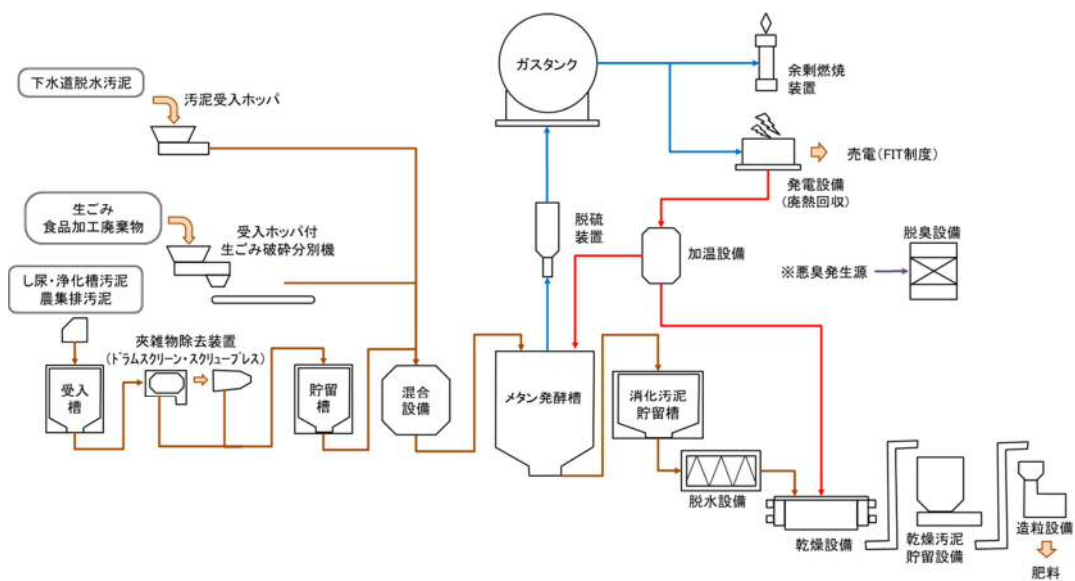 下水道脱水汚泥
汚泥受入ホッパ
生ごみ
食品加工廃棄物
受入ホッパ付
生ごみ破砕分別機
し尿・浄化槽汚泥
農集排汚泥
夾雑物除去装置
(ﾄﾞﾗﾑスクリーン・スクリュープレス)
受入
槽
貯留
槽
混合
設備
ガスタンク
脱硫
装置
メタン発酵槽
余剰燃焼
装置
売電(FIT制度)
発電設備
(廃熱回収)
加温設備
脱臭設備
※悪臭発生源
消化汚泥
貯留槽
脱水設備
乾燥設備
乾燥汚泥
貯留設備
造粒設備
肥料